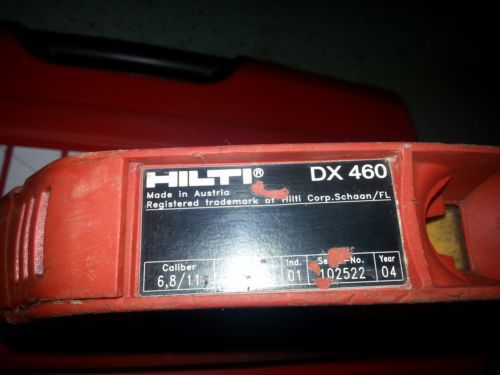 HILTI® DX 460
Made in Austria
Registered trademark of Hilti Corp.Schaan/FL
Caliber Ind. Serial-No. Year
6,8/11 01 102522 04